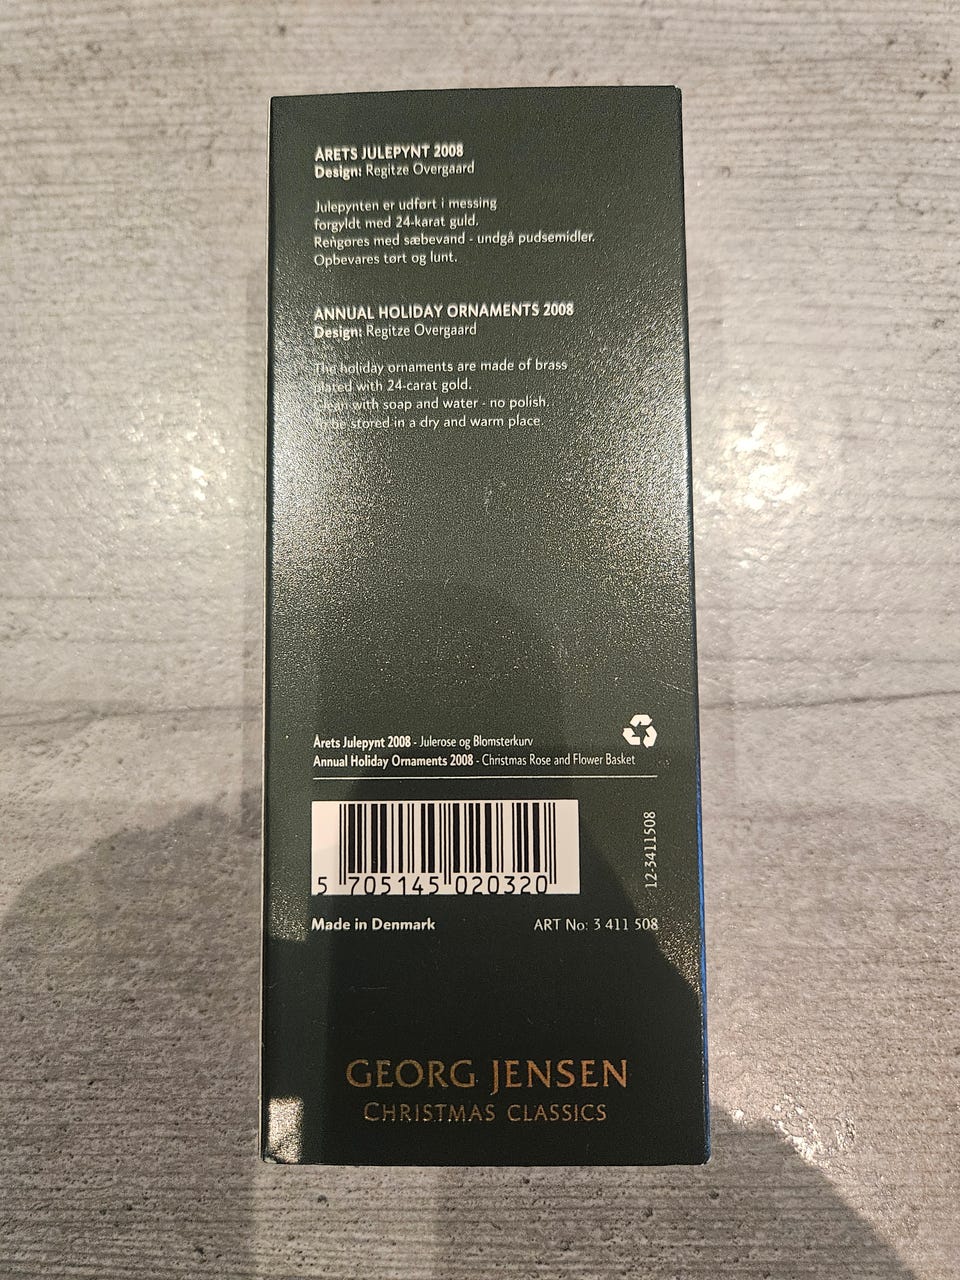 ÅRETS JULEPYNT 2008
Design: Regitze Overgaard
Julepynten er udført i messing
forgyldt med 24-karat guld.
Rengøres med sæbevand - undgå pudsemidler.
Opbevares tørt og lunt.
ANNUAL HOLIDAY ORNAMENTS 2008
Design: Regitze Overgaard
The holiday ornaments are made of brass
plated with 24-carat gold.
Clean with soap and water - no polish.
To be stored in a dry and warm place.
Årets Julepynt 2008 - Julerose og Blomsterkurv
Annual Holiday Ornaments 2008 - Christmas Rose and Flower Basket
5 705145 020320
12-3411508
Made in Denmark ART No: 3 411 508
GEORG JENSEN
CHRISTMAS CLASSICS